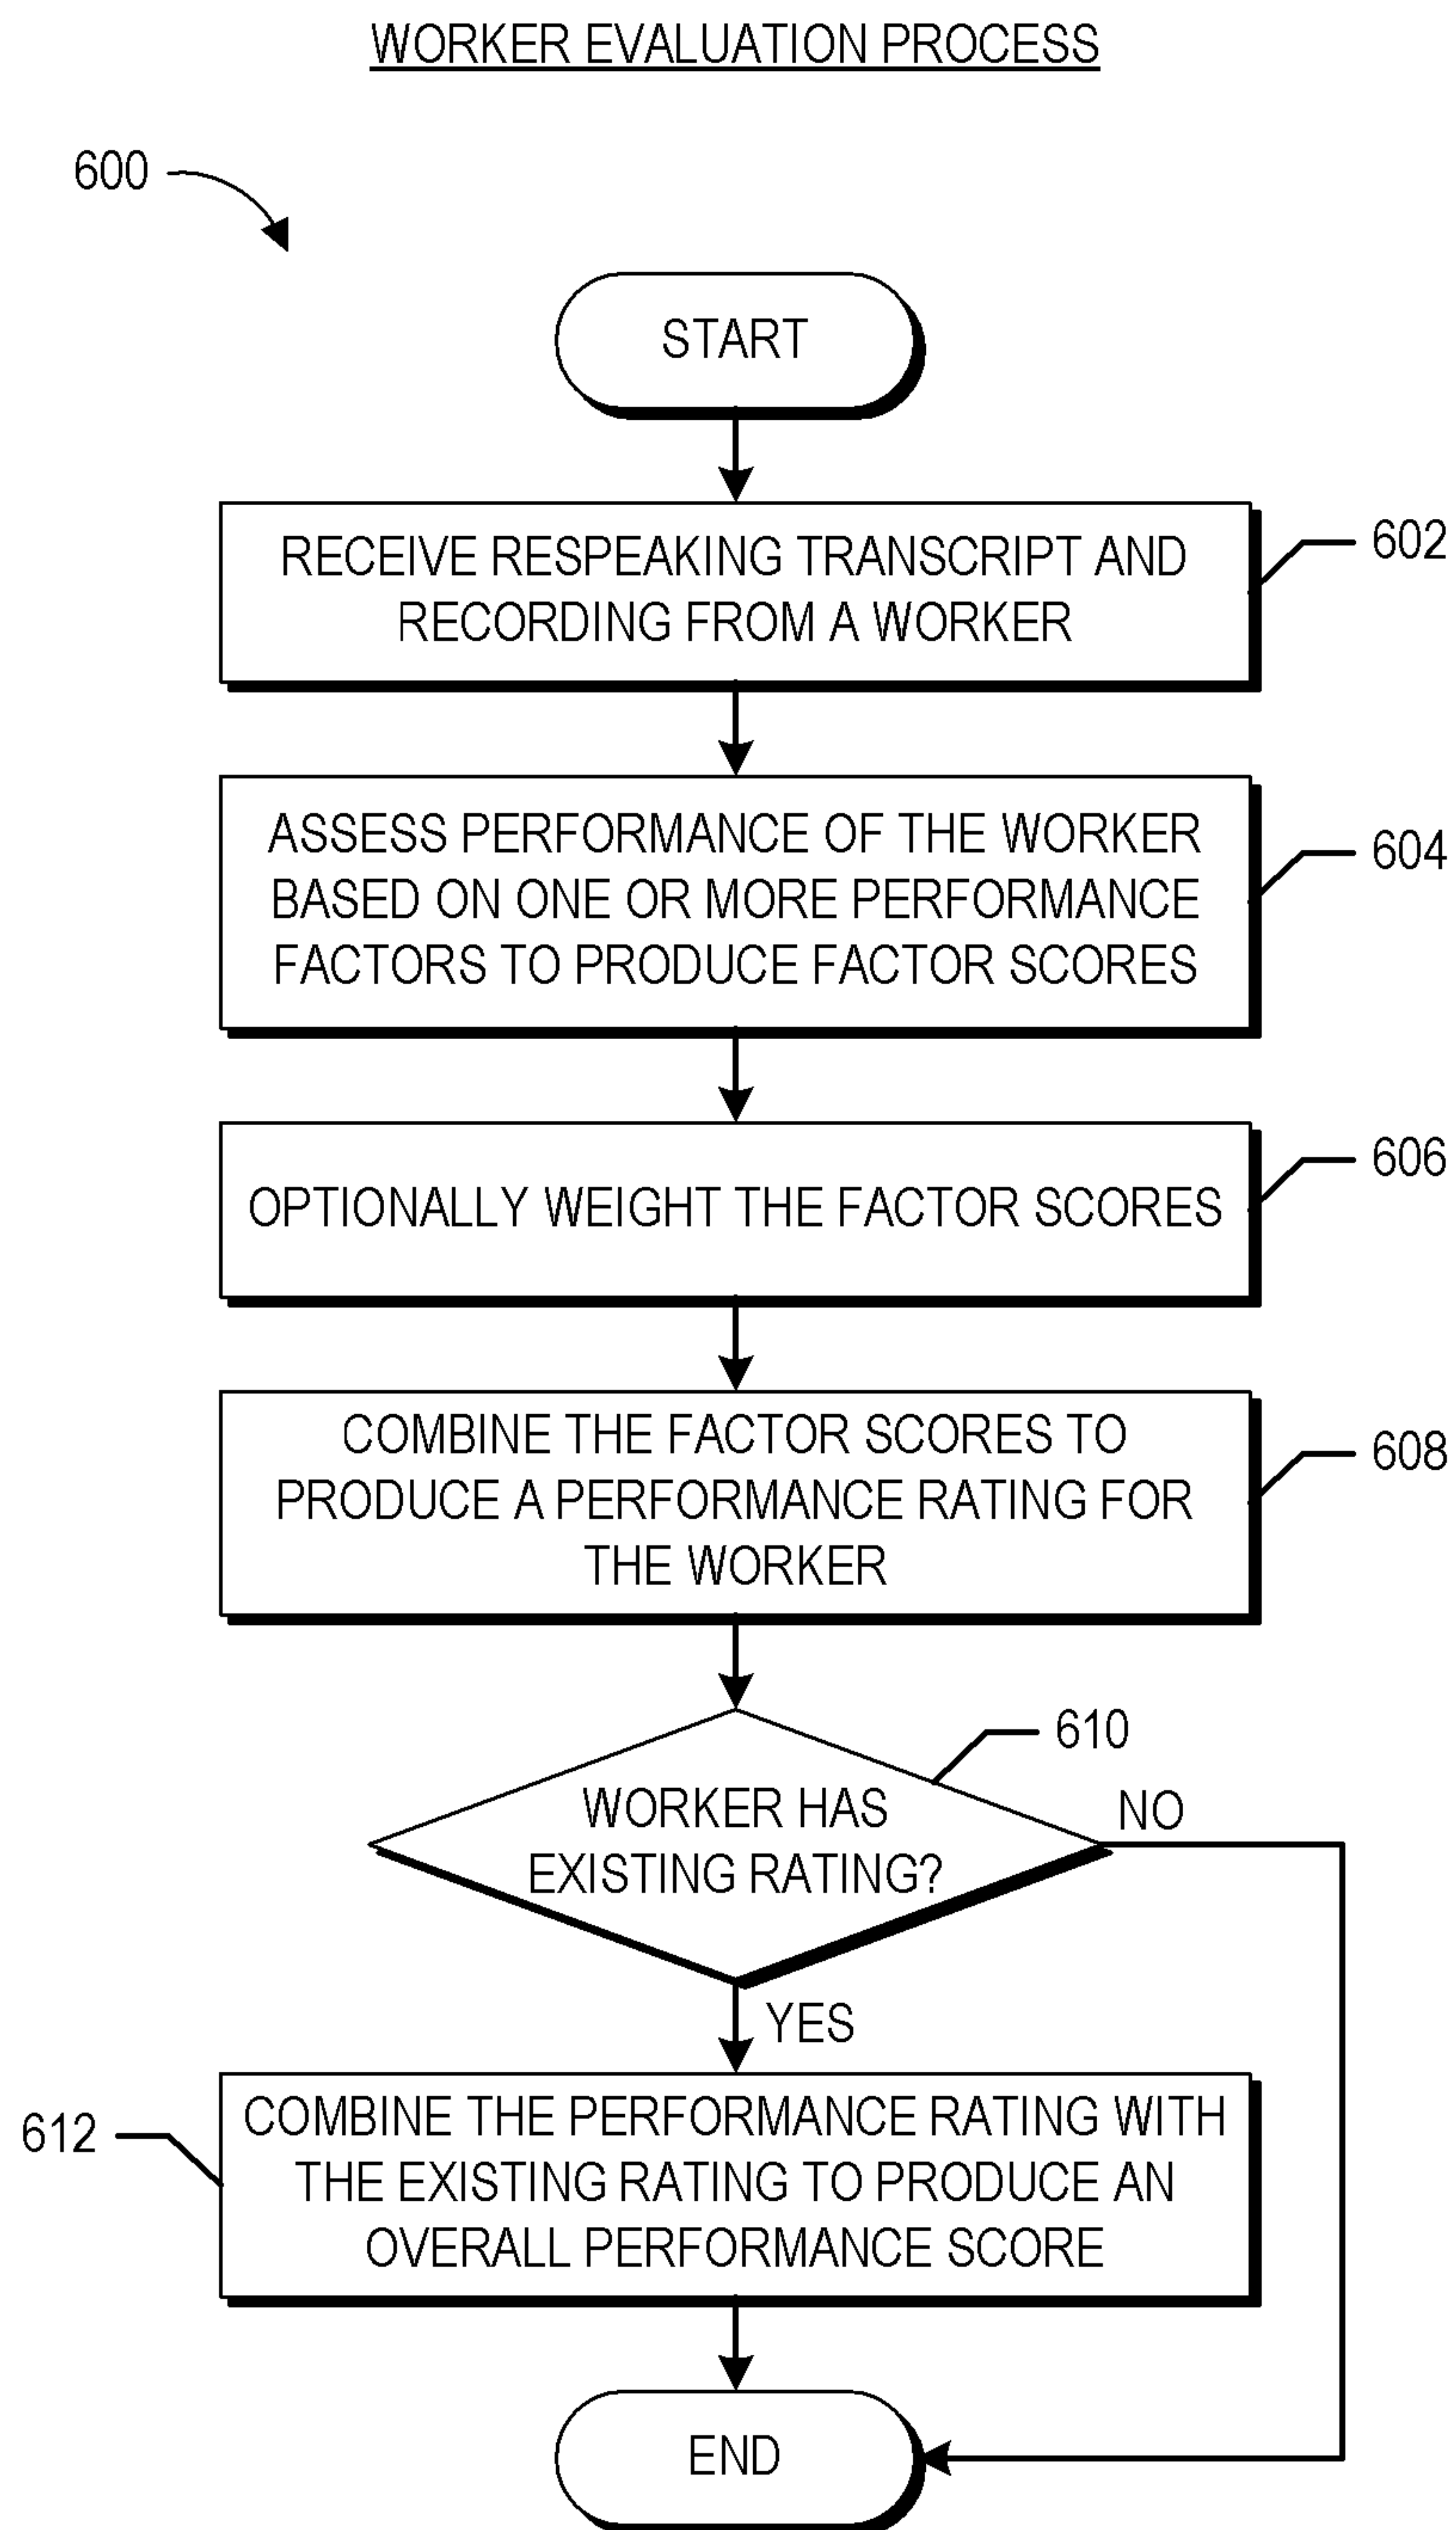 WORKER EVALUATION PROCESS
600
START
RECEIVE RESPEAKING TRANSCRIPT AND
RECORDING FROM A WORKER
602
ASSESS PERFORMANCE OF THE WORKER
BASED ON ONE OR MORE PERFORMANCE
FACTORS TO PRODUCE FACTOR SCORES
604
OPTIONALLY WEIGHT THE FACTOR SCORES
606
COMBINE THE FACTOR SCORES TO
PRODUCE A PERFORMANCE RATING FOR
THE WORKER
608
610
WORKER HAS
EXISTING RATING?
NO
YES
612
COMBINE THE PERFORMANCE RATING WITH
THE EXISTING RATING TO PRODUCE AN
OVERALL PERFORMANCE SCORE
END